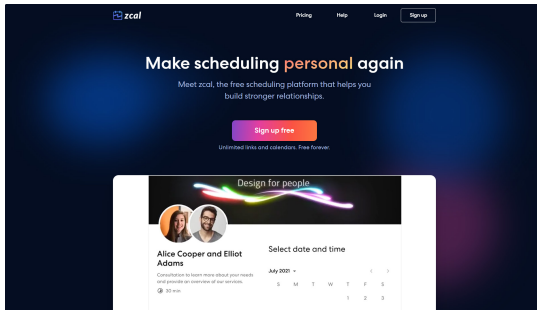 zcal
Pricing
Help
Login
Sign up
Make scheduling personal again
Meet zcal, the free scheduling platform that helps you
build stronger relationships.
Sign up free
Unlimited links and calendars. Free forever.
Design for people
Alice Cooper and Elliot
Adams
Consultation to learn more about your needs
and provide an overview of our services.
30 min
Select date and time
July 2021
S M T W T F S
1 2 3